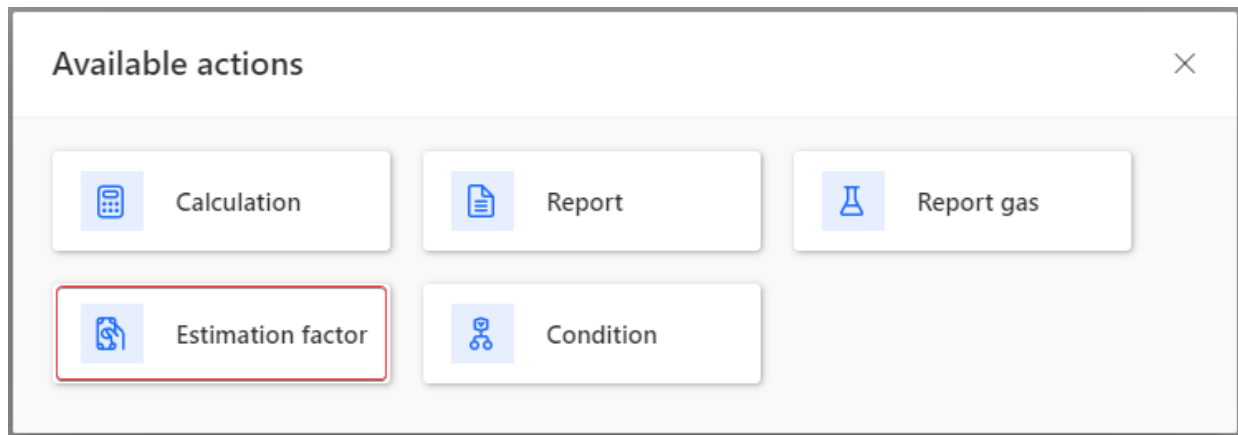 Available actions
Calculation
Report
Report gas
Estimation factor
Condition